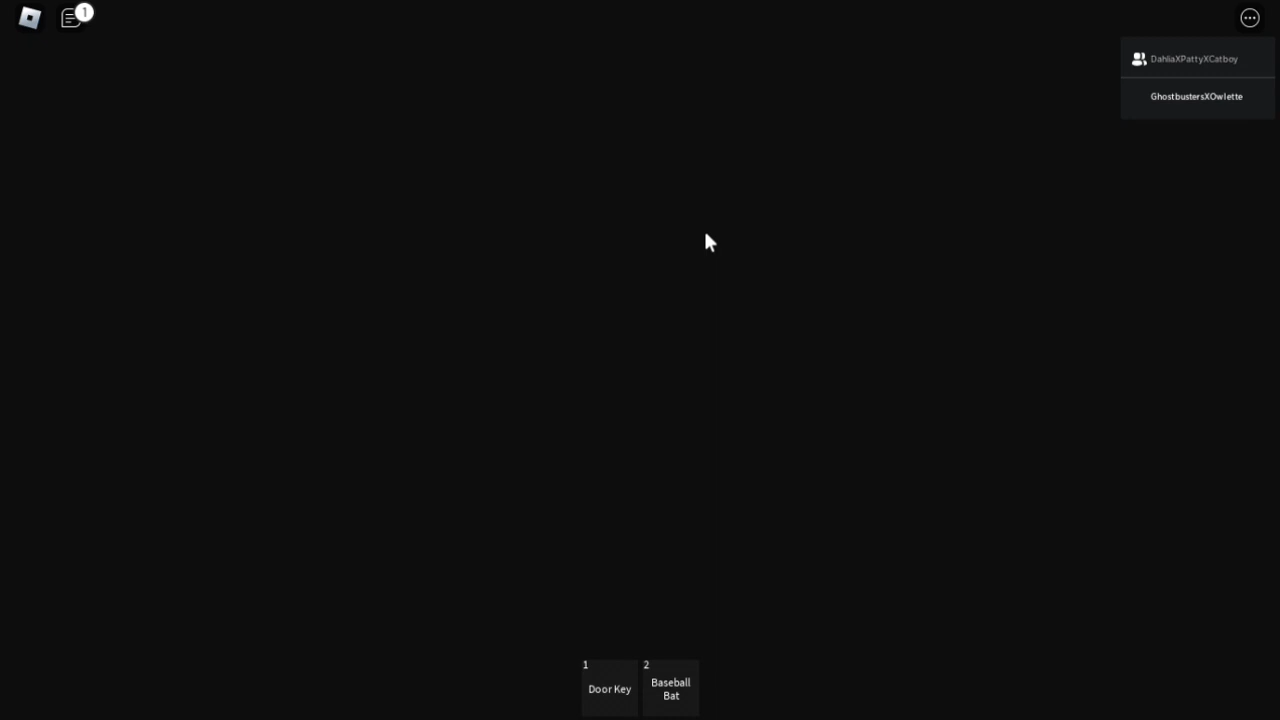 1
DahliaXPattyXCatboy
GhostbustersXOwlette
1
Door Key
2
Baseball
Bat